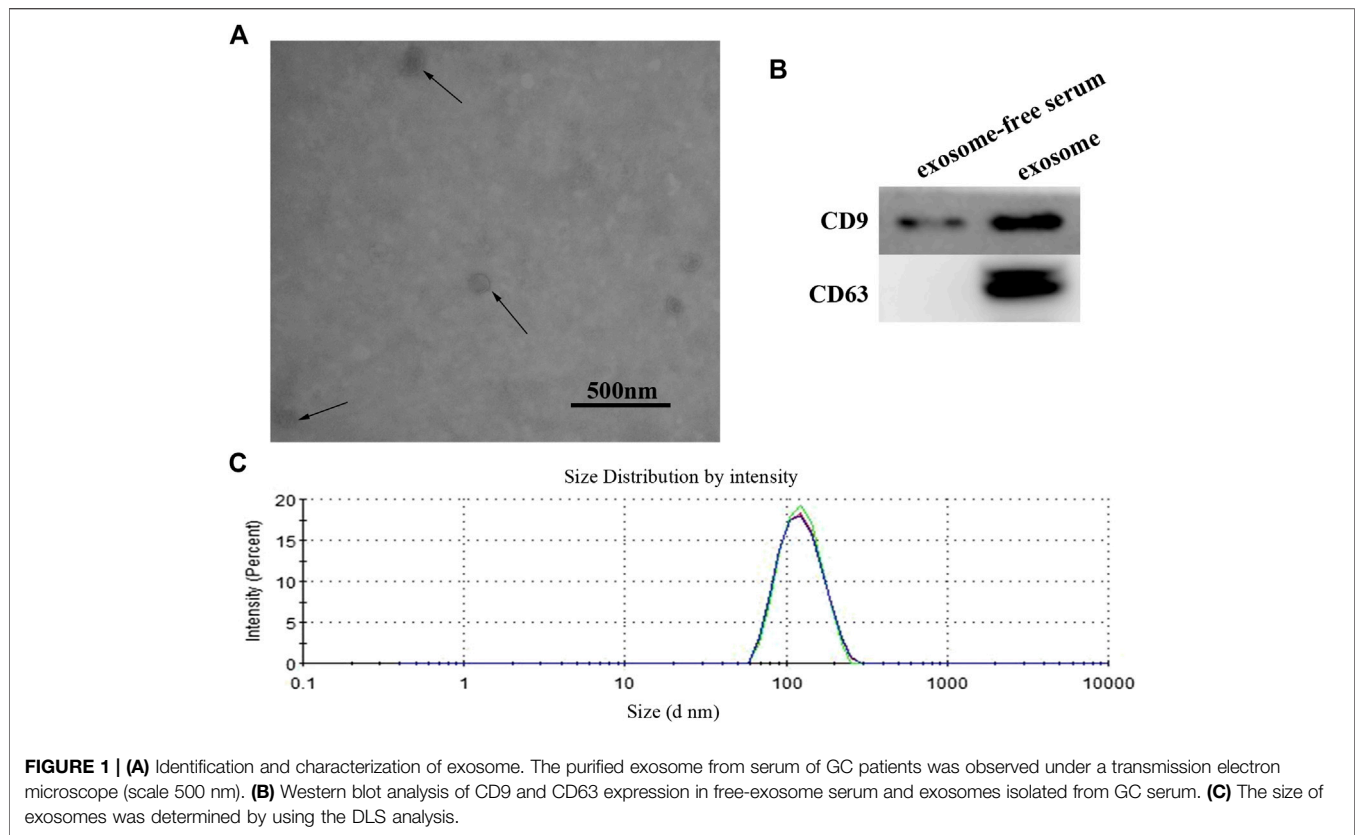 A
500nm
B
exosome-free serum
exosome
CD9
CD63
C
Size Distribution by intensity
Intensity (Percent)
20
15
10
5
0
0.1 1 10 100 1000 10000
Size (d nm)
FIGURE 1 | (A) Identification and characterization of exosome. The purified exosome from serum of GC patients was observed under a transmission electron
microscope (scale 500 nm). (B) Western blot analysis of CD9 and CD63 expression in free-exosome serum and exosomes isolated from GC serum. (C) The size of
exosomes was determined by using the DLS analysis.